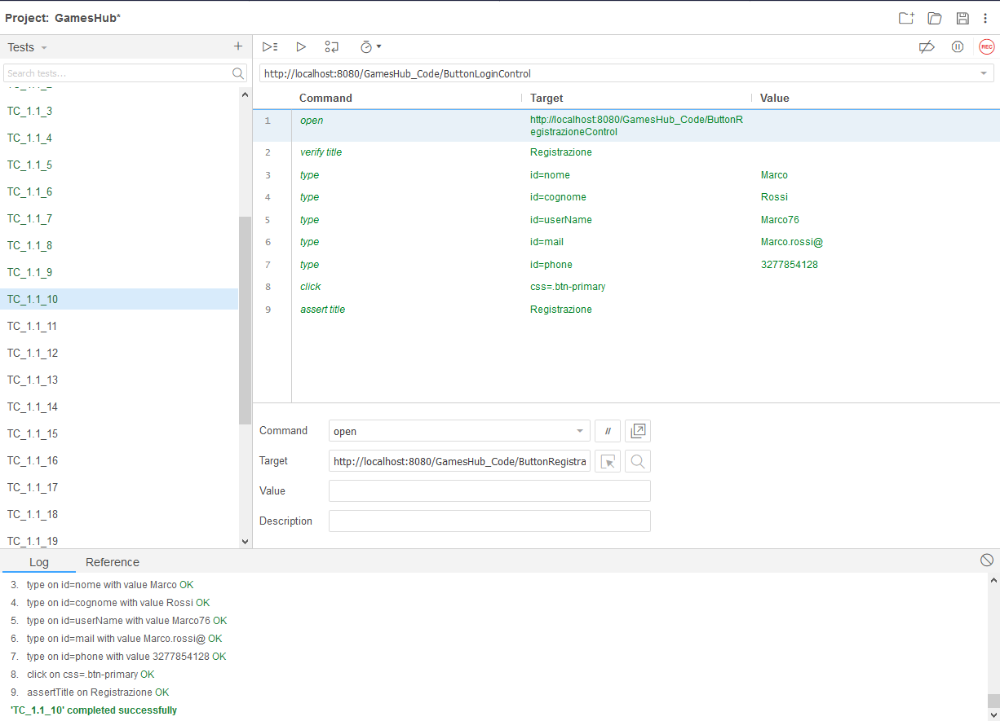 Project: GamesHub*
Tests
Search tests...
TC_1.1_2
TC_1.1_3
TC_1.1_4
TC_1.1_5
TC_1.1_6
TC_1.1_7
TC_1.1_8
TC_1.1_9
TC_1.1_10
TC_1.1_11
TC_1.1_12
TC_1.1_13
TC_1.1_14
TC_1.1_15
TC_1.1_16
TC_1.1_17
TC_1.1_18
TC_1.1_19
REC
http://localhost:8080/GamesHub_Code/ButtonLoginControl
Command Target Value
1 open http://localhost:8080/GamesHub_Code/ButtonR
egistrazioneControl
2 verify title Registrazione
3 type id=nome Marco
4 type id=cognome Rossi
5 type id=userName Marco76
6 type id=mail Marco.rossi@
7 type id=phone 3277854128
8 click css=.btn-primary
9 assert title Registrazione
Command open //
Target http://localhost:8080/GamesHub_Code/ButtonRegistra
Value
Description
Log Reference
3. type on id=nome with value Marco OK
4. type on id=cognome with value Rossi OK
5. type on id=userName with value Marco76 OK
6. type on id=mail with value Marco.rossi@ OK
7. type on id=phone with value 3277854128 OK
8. click on css=.btn-primary OK
9. assertTitle on Registrazione OK
'TC_1.1_10' completed successfully